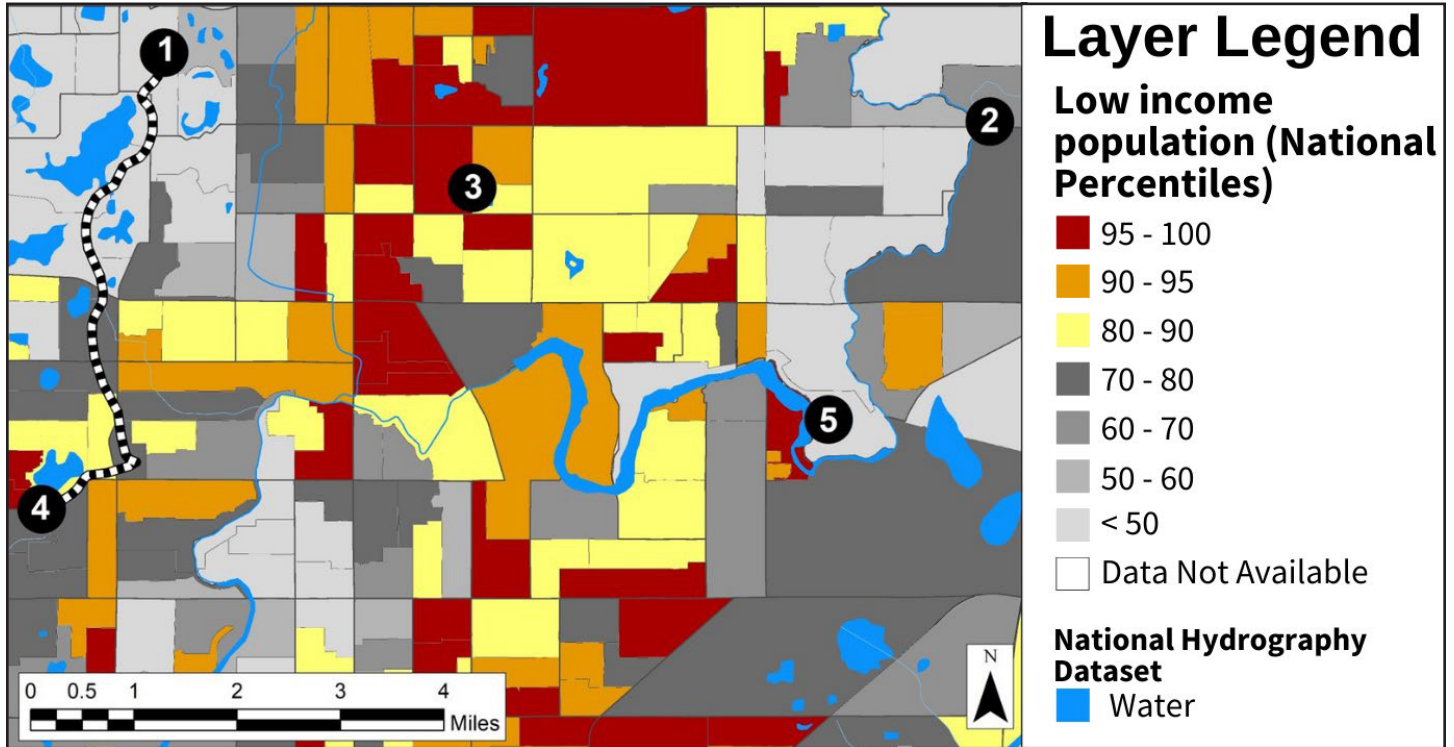 1
2
3
4
5
0 0.5 1 2 3 4
Miles
N
Layer Legend
Low income
population (National
Percentiles)
95 - 100
90 - 95
80 - 90
70 - 80
60 - 70
50 - 60
< 50
Data Not Available
National Hydrography
Dataset
Water